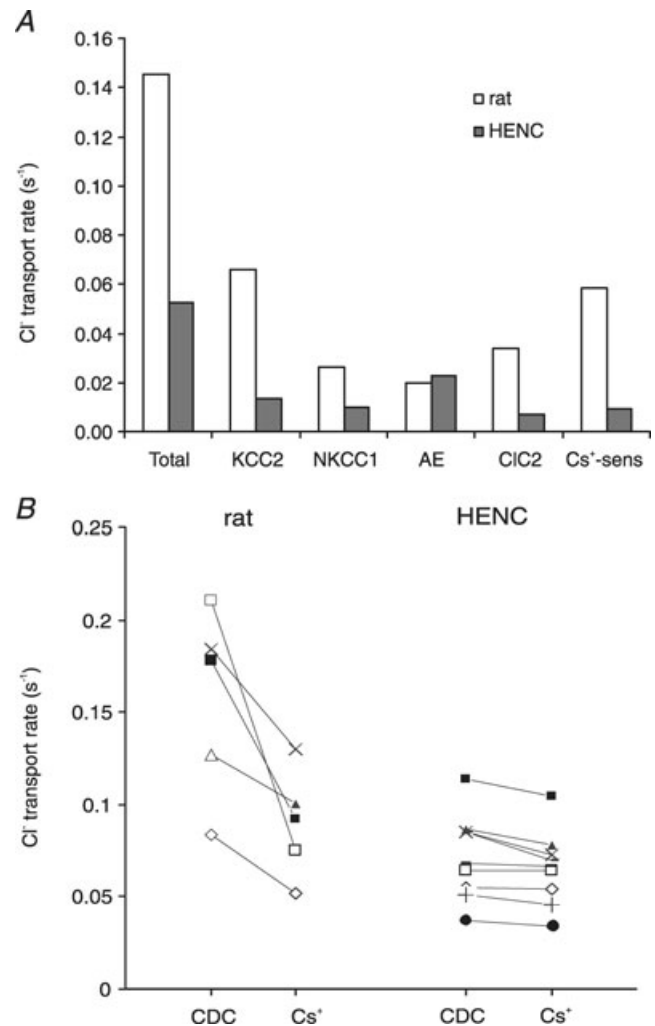 A
0.16
0.14
0.12
0.10
0.08
0.06
0.04
0.02
0.00
Cl⁻ transport rate (s⁻¹)
rat
HENC
Total KCC2 NKCC1 AE ClC2 Cs⁺-sens
B
rat HENC
0.25
0.2
0.15
0.1
0.05
0
Cl⁻ transport rate (s⁻¹)
CDC Cs⁺ CDC Cs⁺